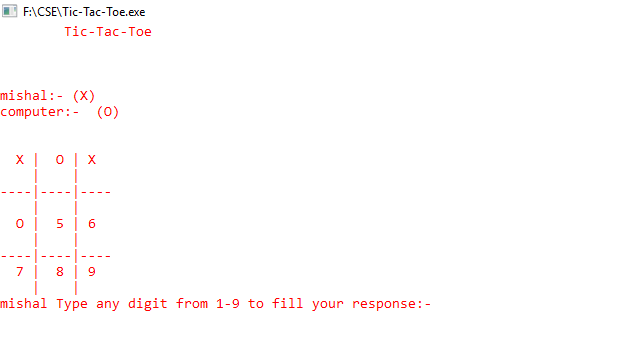 F:\CSE\Tic-Tac-Toe.exe
Tic-Tac-Toe
mishal:- (X)
computer:-  (O)
X |  O | X
|    |
----|----|----
|    |
O |  5 | 6
|    |
----|----|----
7 |  8 | 9
|    |
mishal Type any digit from 1-9 to fill your response:-